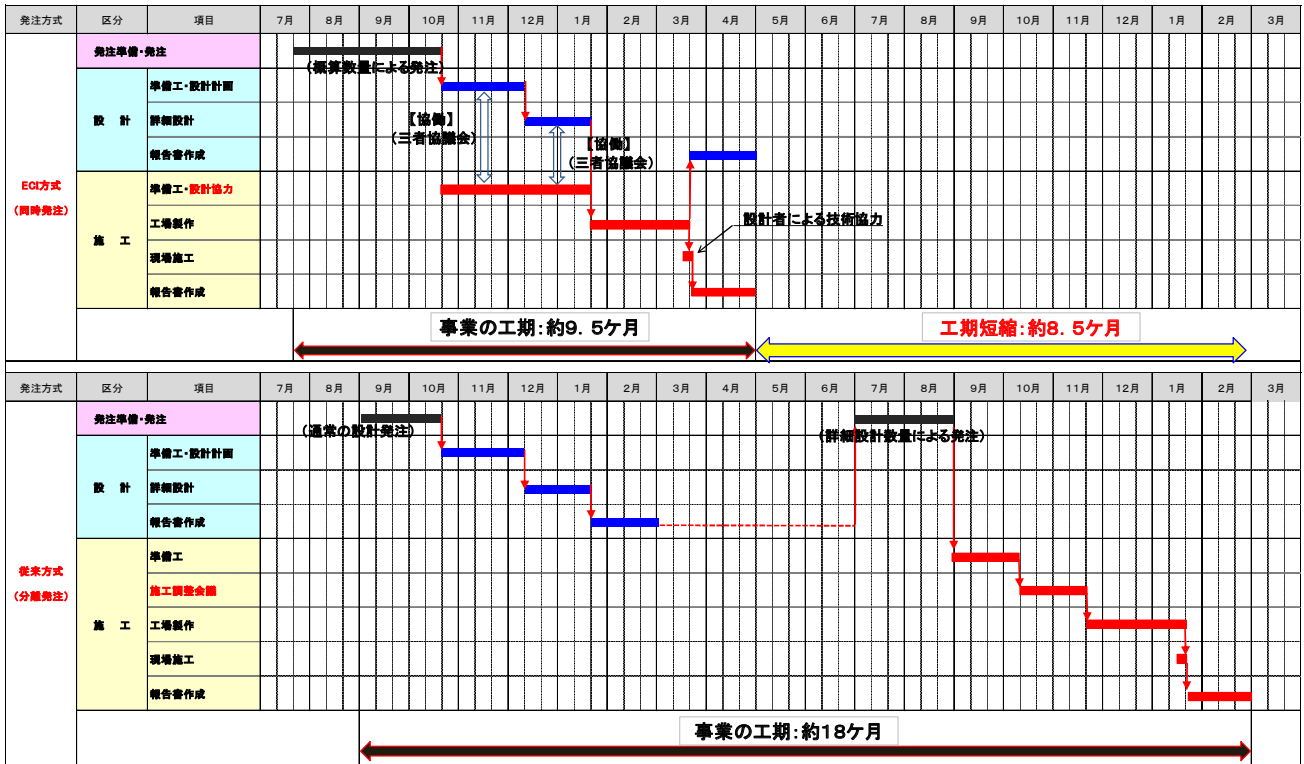 発注方式 区分 項目 7月 8月 9月 10月 11月 12月 1月 2月 3月 4月 5月 6月 7月 8月 9月 10月 11月 12月 1月 2月 3月
発注準備・発注
(概算数量による発注)
準備工・設計計画
【協働】
(三者協議会)
設 計 詳細設計
【協働】
(三者協議会)
報告書作成
ECI方式
(同時発注)
準備工・設計協力
工場製作
設計者による技術協力
施 工
現場施工
報告書作成
事業の工期:約9.5ケ月 工期短縮:約8.5ケ月
発注方式 区分 項目 7月 8月 9月 10月 11月 12月 1月 2月 3月 4月 5月 6月 7月 8月 9月 10月 11月 12月 1月 2月 3月
発注準備・発注
(通常の設計発注) (詳細設計数量による発注)
準備工・設計計画
設 計 詳細設計
報告書作成
準備工
従来方式
(分離発注)
施工調整会議
施 工 工場製作
現場施工
報告書作成
事業の工期:約18ケ月